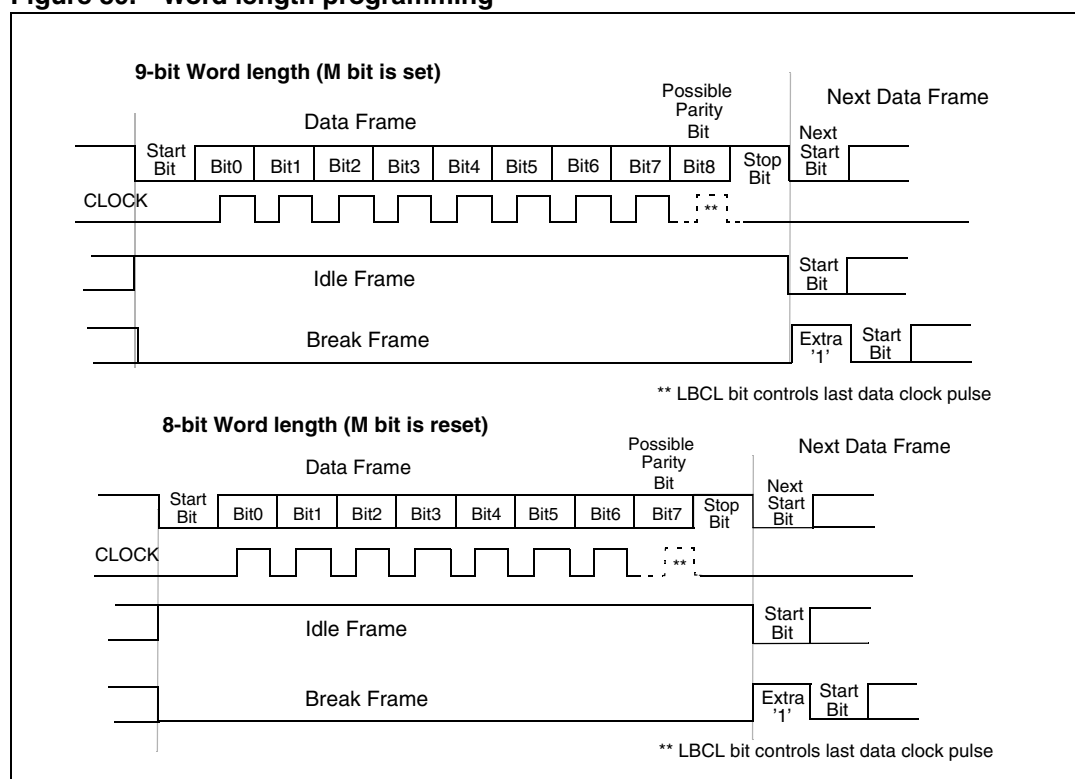 9-bit Word length (M bit is set)
Possible
Parity
Bit
Next Data Frame
Data Frame
Start
Bit
Bit0 Bit1 Bit2 Bit3 Bit4 Bit5 Bit6 Bit7 Bit8
Stop
Bit
Next
Start
Bit
CLOCK
**
Idle Frame
Start
Bit
Break Frame
Extra
'1'
Start
Bit
** LBCL bit controls last data clock pulse
8-bit Word length (M bit is reset)
Possible
Parity
Bit
Next Data Frame
Data Frame
Start
Bit
Bit0 Bit1 Bit2 Bit3 Bit4 Bit5 Bit6 Bit7
Stop
Bit
Next
Start
Bit
CLOCK
**
Idle Frame
Start
Bit
Break Frame
Extra
'1'
Start
Bit
** LBCL bit controls last data clock pulse